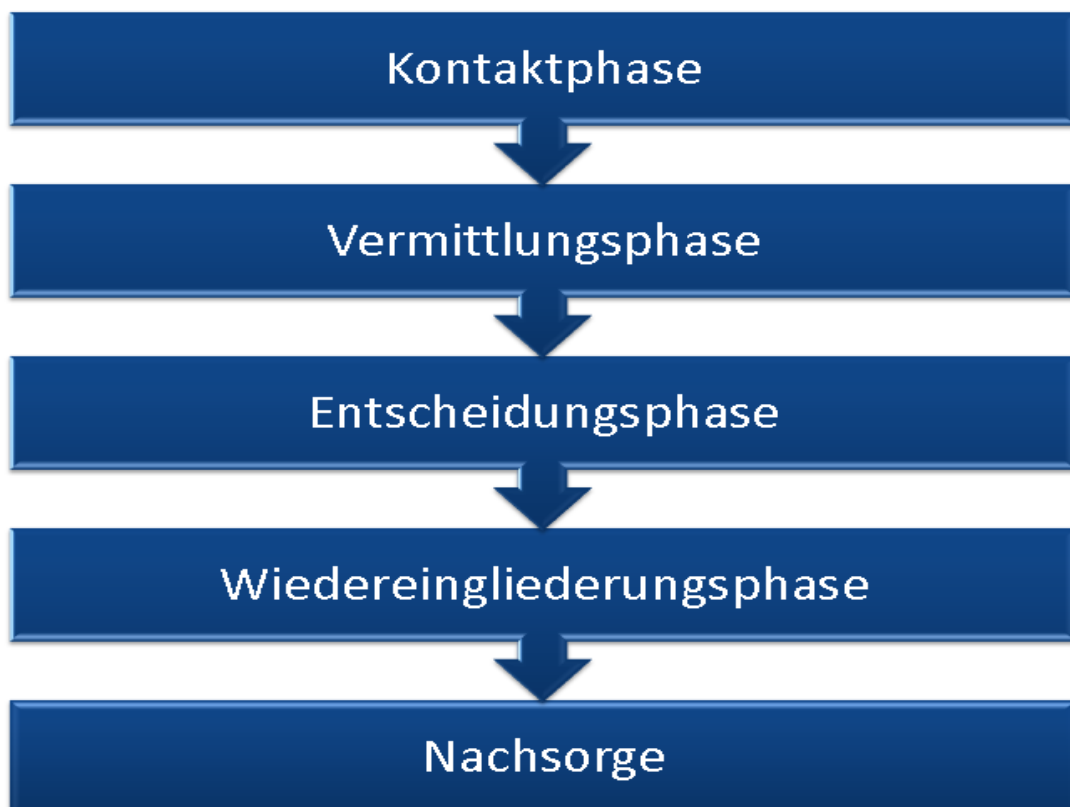 Kontaktphase
Vermittlungsphase
Entscheidungsphase
Wiedereingliederungsphase
Nachsorge